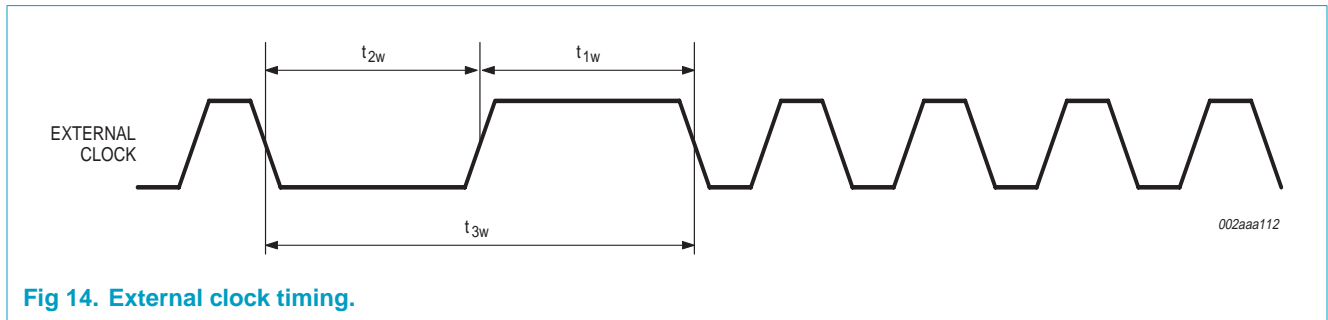 t2w
t1w
EXTERNAL
CLOCK
t3w
002aaa112
Fig 14. External clock timing.